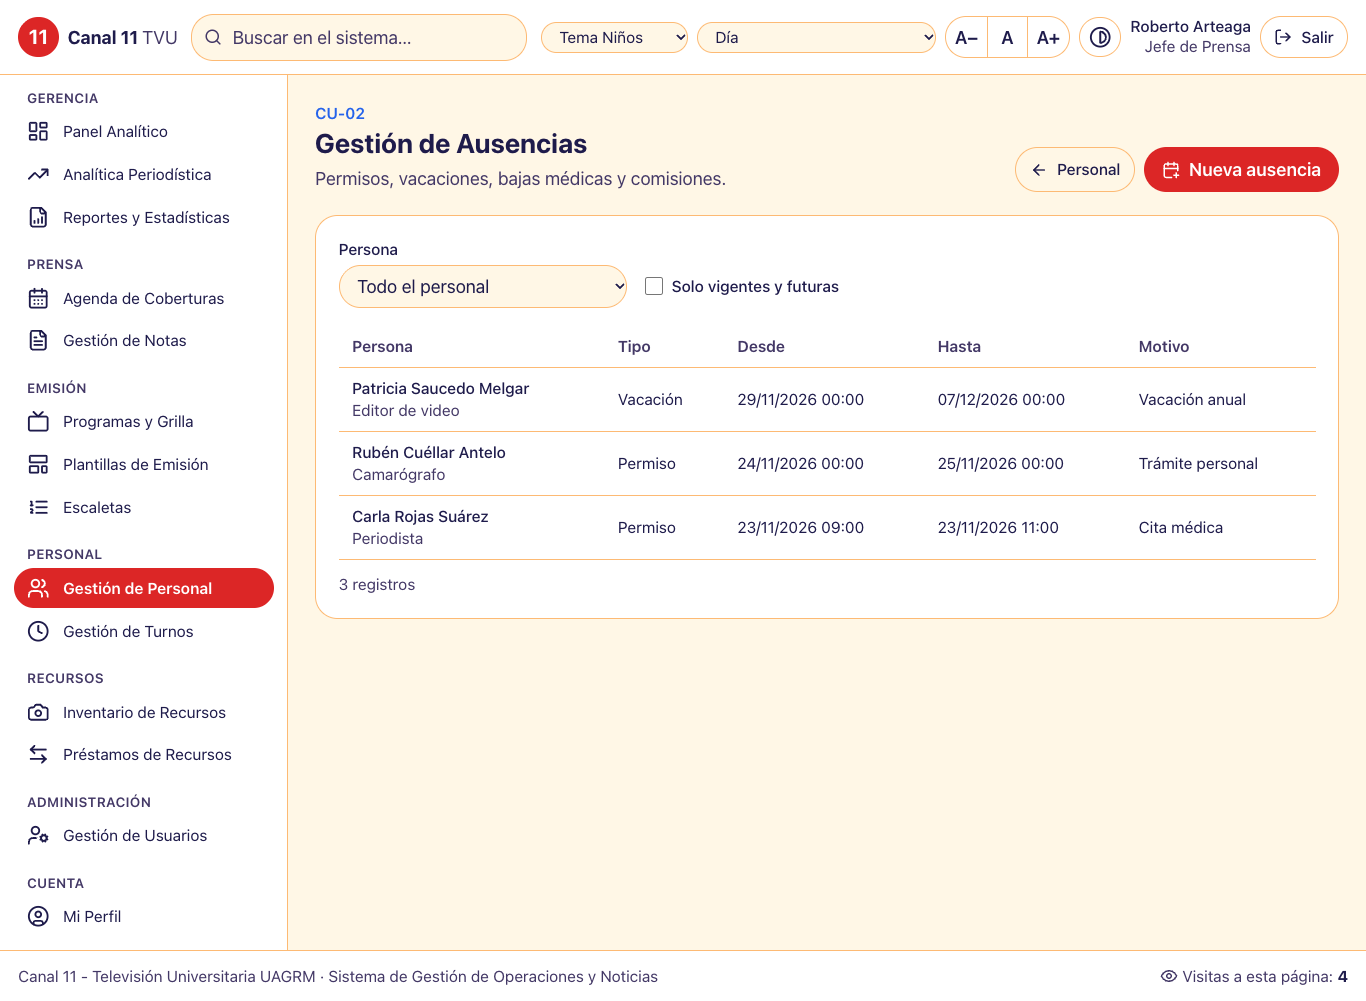 11 Canal 11 TVU
Buscar en el sistema...
Tema Niños
Día
A− A A+
Roberto Arteaga
Jefe de Prensa
Salir
GERENCIA
Panel Analítico
Analítica Periodística
Reportes y Estadísticas
PRENSA
Agenda de Coberturas
Gestión de Notas
EMISIÓN
Programas y Grilla
Plantillas de Emisión
Escaletas
PERSONAL
Gestión de Personal
Gestión de Turnos
RECURSOS
Inventario de Recursos
Préstamos de Recursos
ADMINISTRACIÓN
Gestión de Usuarios
CUENTA
Mi Perfil
CU-02
Gestión de Ausencias
Permisos, vacaciones, bajas médicas y comisiones.
Personal
Nueva ausencia
Persona
Todo el personal
Solo vigentes y futuras
Persona Tipo Desde Hasta Motivo
Patricia Saucedo Melgar
Editor de video
Vacación 29/11/2026 00:00 07/12/2026 00:00 Vacación anual
Rubén Cuéllar Antelo
Camarógrafo
Permiso 24/11/2026 00:00 25/11/2026 00:00 Trámite personal
Carla Rojas Suárez
Periodista
Permiso 23/11/2026 09:00 23/11/2026 11:00 Cita médica
3 registros
Canal 11 - Televisión Universitaria UAGRM · Sistema de Gestión de Operaciones y Noticias
Visitas a esta página: 4